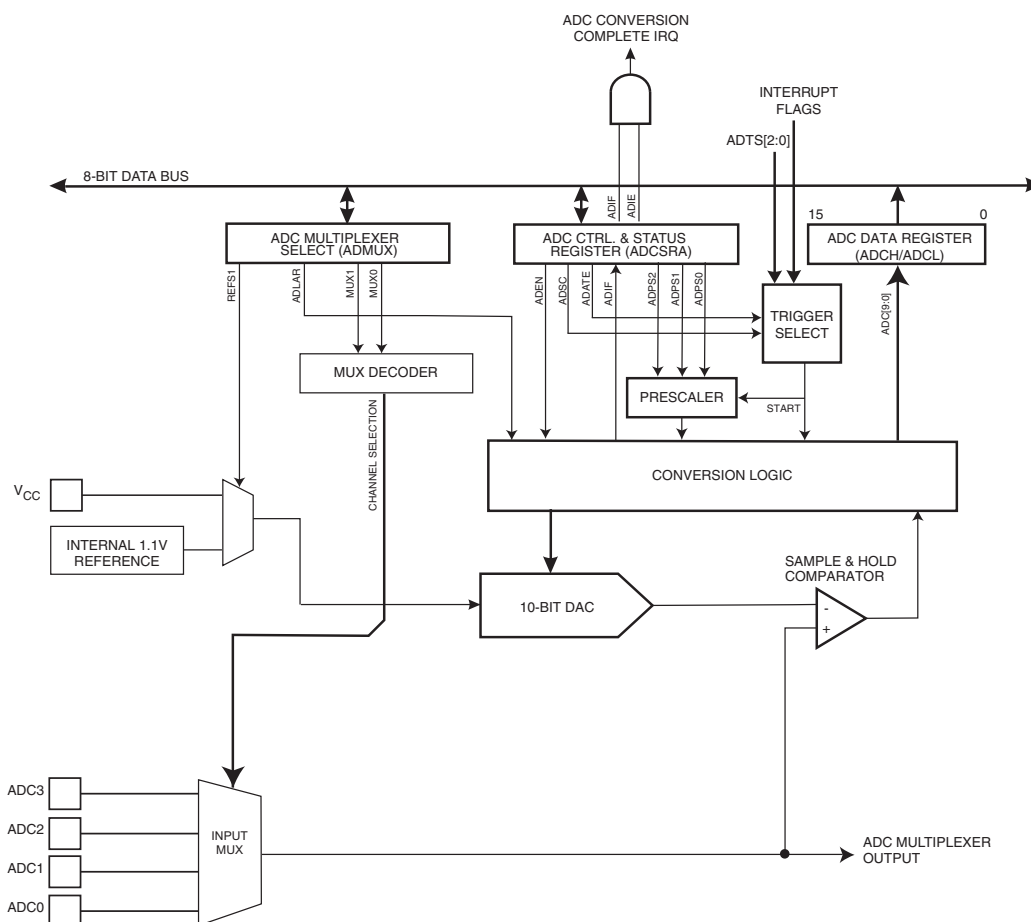 ADC CONVERSION
COMPLETE IRQ
INTERRUPT
FLAGS
ADTS[2:0]
8-BIT DATA BUS
ADIF
ADIE
15
0
ADC MULTIPLEXER
SELECT (ADMUX)
ADC CTRL. & STATUS
REGISTER (ADCSRA)
ADC DATA REGISTER
(ADCH/ADCL)
REFS1
ADLAR
MUX1
MUX0
ADEN
ADSC
ADATE
ADIF
ADPS2
ADPS1
ADPS0
ADC[9:0]
TRIGGER
SELECT
MUX DECODER
PRESCALER
START
CHANNEL SELECTION
CONVERSION LOGIC
VCC
INTERNAL 1.1V
REFERENCE
SAMPLE & HOLD
COMPARATOR
10-BIT DAC
-
+
ADC3
ADC2
ADC1
ADC0
INPUT
MUX
ADC MULTIPLEXER
OUTPUT